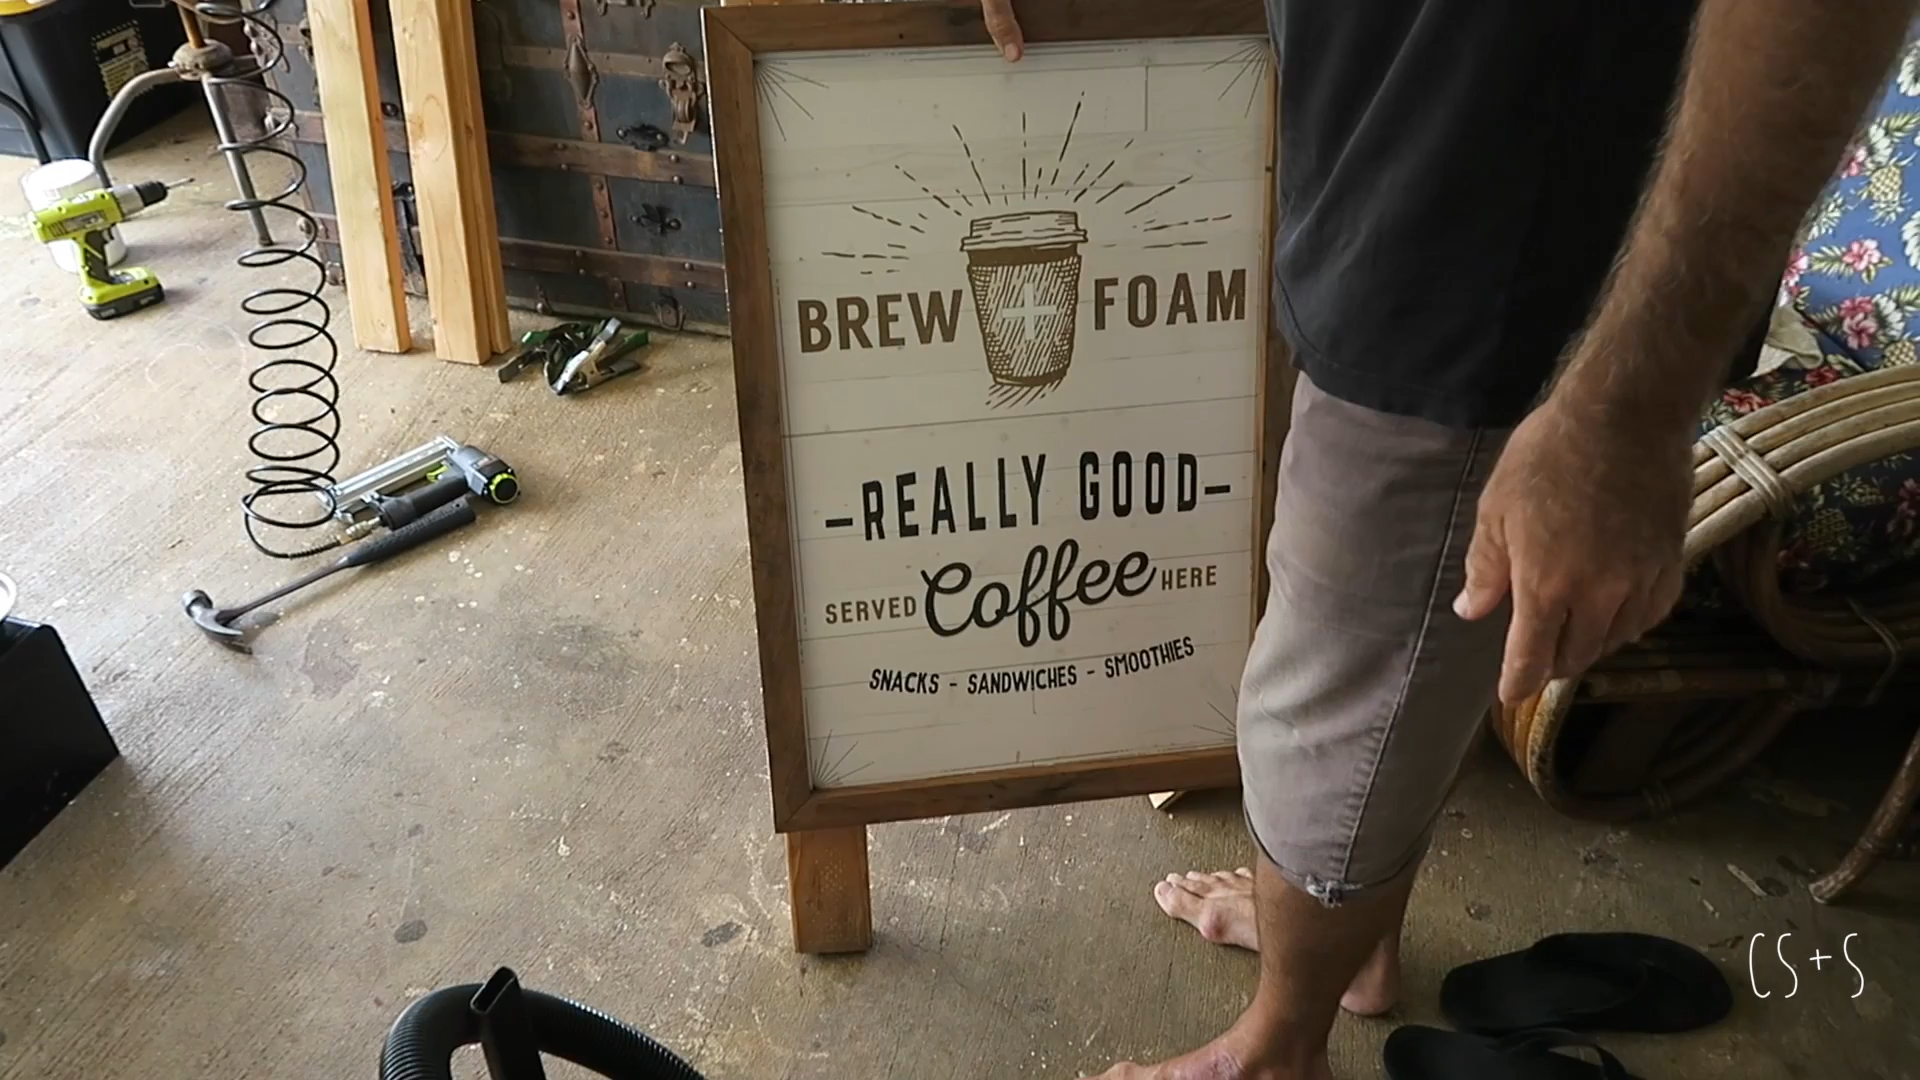 BREW + FOAM
-REALLY GOOD-
SERVED Coffee HERE
SNACKS - SANDWICHES - SMOOTHIES
CS+S